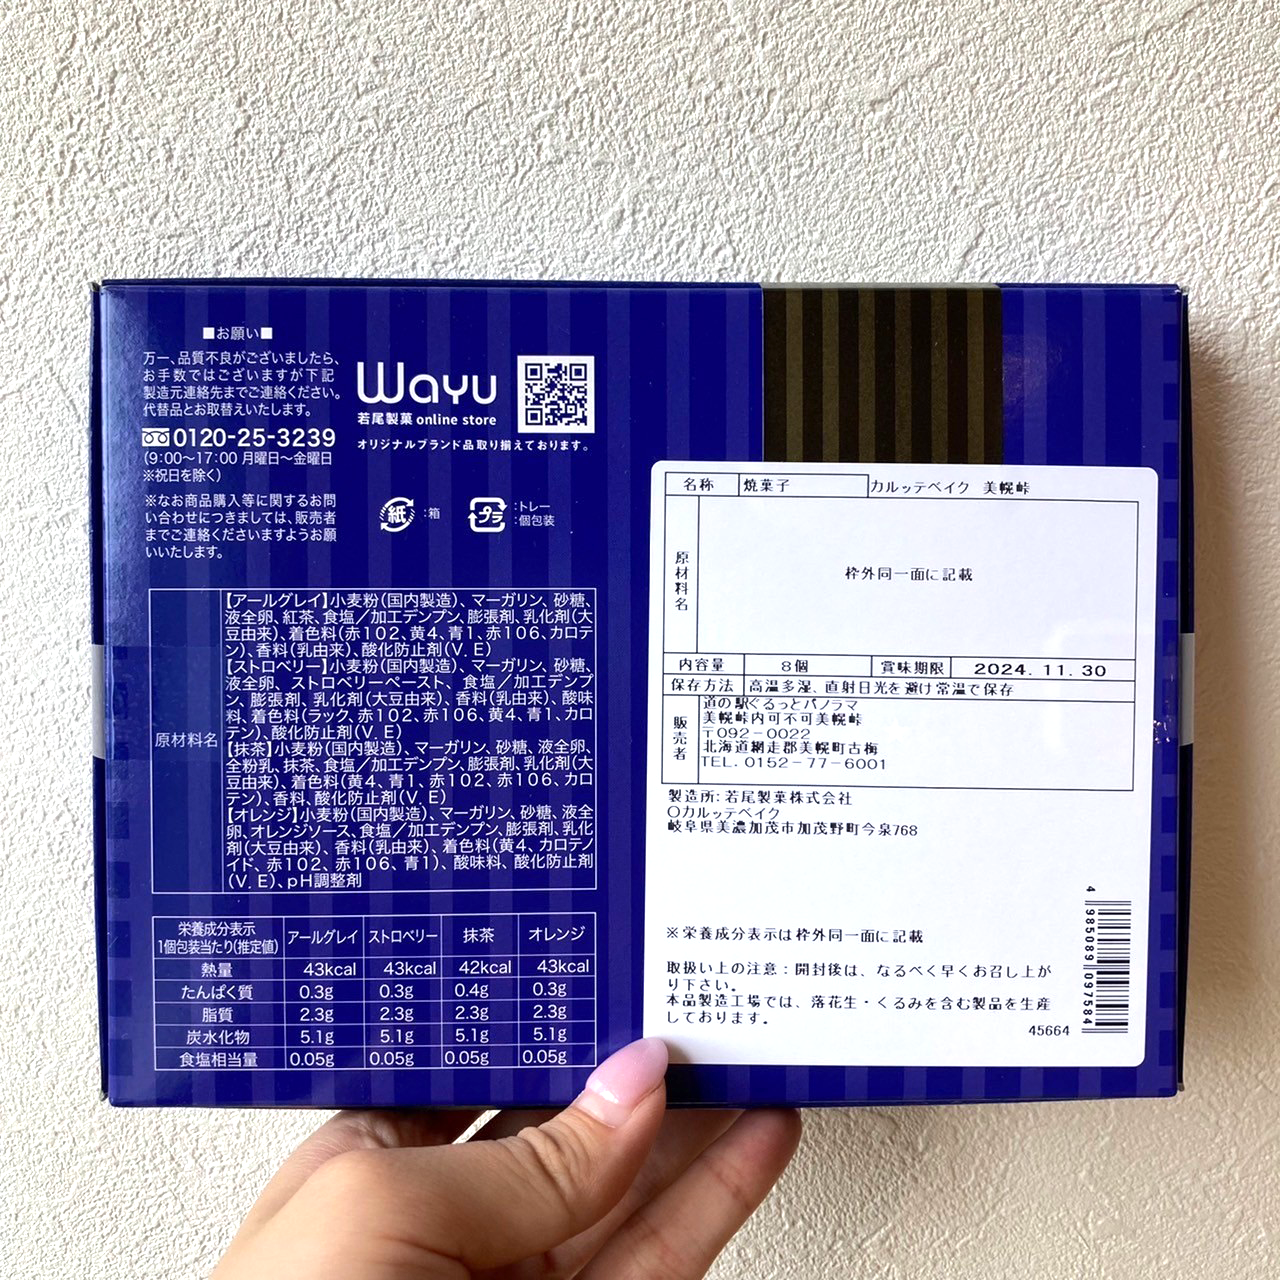 ■お願い■
万一、品質不良がございましたら、
お手数ではございますが下記
製造元連絡先までご連絡ください。
代替品とお取替えいたします。
0120-25-3239
(9:00〜17:00 月曜日〜金曜日
※祝日を除く)
※なお商品購入等に関するお問
い合わせにつきましては、販売者
までご連絡くださいますようお願
いいたします。
wayu
若尾製菓 online store
オリジナルブランド品取り揃えております。
紙 :箱
プラ :トレー
:個包装
原材料名
【アールグレイ】小麦粉(国内製造)、マーガリン、砂糖、
液全卵、紅茶、食塩／加工デンプン、膨張剤、乳化剤(大
豆由来)、着色料(赤102、黄4、青1、赤106、カロテ
ン)、香料(乳由来)、酸化防止剤(V.E)
【ストロベリー】小麦粉(国内製造)、マーガリン、砂糖、
液全卵、ストロベリーペースト、食塩／加工デンプ
ン、膨張剤、乳化剤(大豆由来)、香料(乳由来)、酸味
料、着色料(ラック、赤102、赤106、黄4、青1、カロ
テン)、酸化防止剤(V.E)
【抹茶】小麦粉(国内製造)、マーガリン、砂糖、液全卵、
全粉乳、抹茶、食塩／加工デンプン、膨張剤、乳化剤(大
豆由来)、着色料(黄4、青1、赤102、赤106、カロ
テン)、香料、酸化防止剤(V.E)
【オレンジ】小麦粉(国内製造)、マーガリン、砂糖、液全
卵、オレンジソース、食塩／加工デンプン、膨張剤、乳化
剤(大豆由来)、香料(乳由来)、着色料(黄4、カロテノ
イド、赤102、赤106、青1)、酸味料、酸化防止剤
(V.E)、pH調整剤
栄養成分表示
1個包装当たり(推定値) アールグレイ ストロベリー 抹茶 オレンジ
熱量 43kcal 43kcal 42kcal 43kcal
たんぱく質 0.3g 0.3g 0.4g 0.3g
脂質 2.3g 2.3g 2.3g 2.3g
炭水化物 5.1g 5.1g 5.1g 5.1g
食塩相当量 0.05g 0.05g 0.05g 0.05g
名称 焼菓子 カルッテベイク 美幌峠
原材料名 枠外同一面に記載
内容量 8個 賞味期限 2024.11.30
保存方法 高温多湿、直射日光を避け常温で保存
販売者
道の駅ぐるっとパノラマ
美幌峠内可不可美幌峠
〒092-0022
北海道網走郡美幌町古梅
TEL. 0152-77-6001
製造所:若尾製菓株式会社
○カルッテベイク
岐阜県美濃加茂市加茂野町今泉768
※栄養成分表示は枠外同一面に記載
取扱い上の注意:開封後は、なるべく早くお召し上が
り下さい。
本品製造工場では、落花生・くるみを含む製品を生産
しております。
45664
4 985089 097584